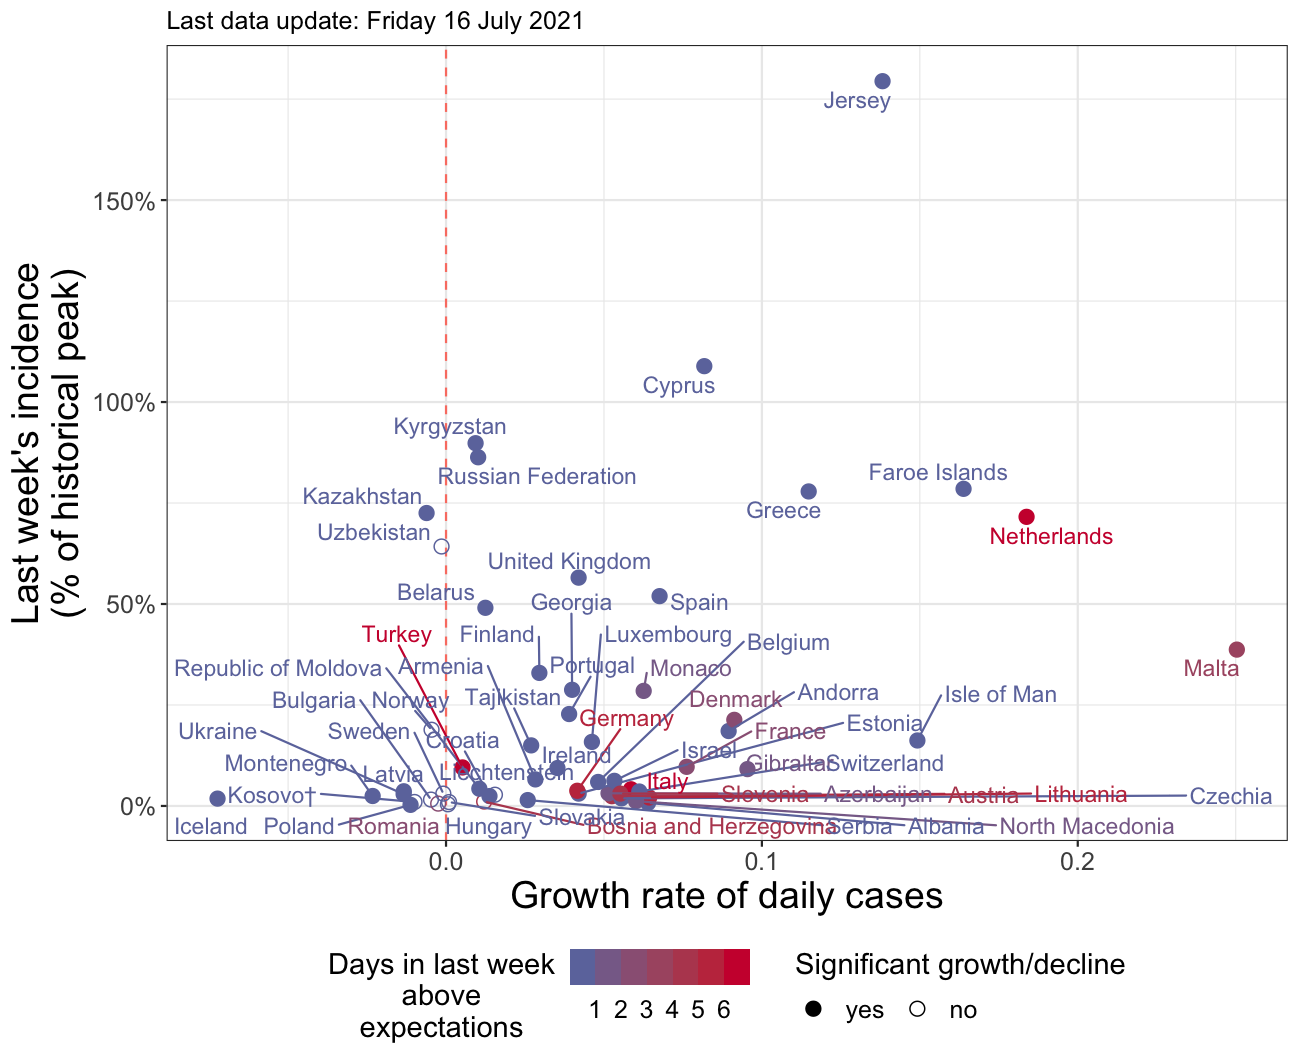 Last data update: Friday 16 July 2021
Last week's incidence
(% of historical peak)
150%
100%
50%
0%
Jersey
Cyprus
Kyrgyzstan
Russian Federation
Faroe Islands
Kazakhstan
Greece
Uzbekistan
Netherlands
United Kingdom
Belarus
Georgia
Spain
Turkey
Finland
Luxembourg
Belgium
Republic of Moldova
Armenia
Portugal
Monaco
Malta
Bulgaria
Norway
Tajikistan
Denmark
Andorra
Isle of Man
Ukraine
Sweden
Croatia
Germany
France
Estonia
Montenegro
Latvia
Liechtenstein
Ireland
Israel
Gibraltar
Switzerland
Italy
Kosovo†
Slovenia
Azerbaijan
Austria
Lithuania
Czechia
Iceland
Poland
Romania
Hungary
Slovakia
Bosnia and Herzegovina
Serbia
Albania
North Macedonia
0.0
0.1
0.2
Growth rate of daily cases
Days in last week
above
expectations
1 2 3 4 5 6
Significant growth/decline
yes
no